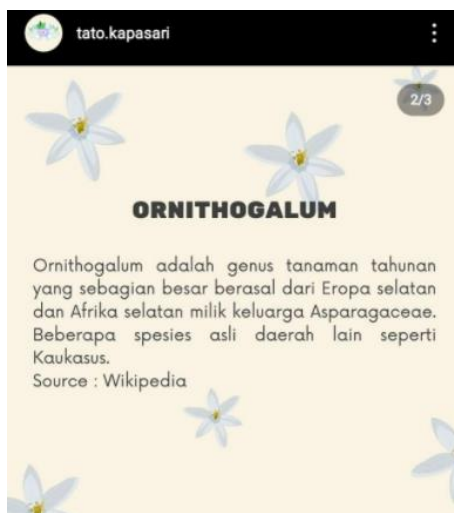 tato.kapasari
2/3
ORNITHOGALUM
Ornithogalum adalah genus tanaman tahunan
yang sebagian besar berasal dari Eropa selatan
dan Afrika selatan milik keluarga Asparagaceae.
Beberapa spesies asli daerah lain seperti
Kaukasus.
Source : Wikipedia